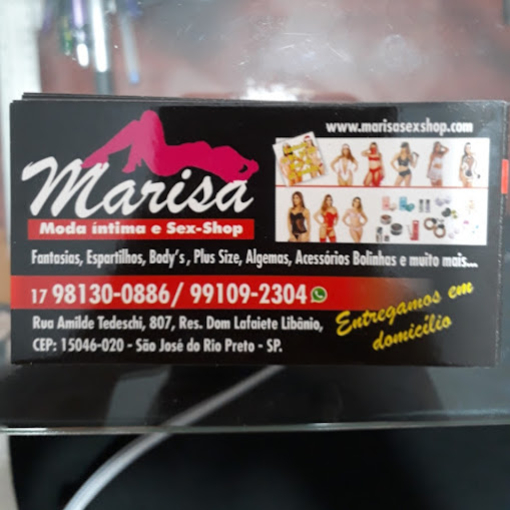 www.marisasexshop.com
Marisa
Moda íntima e Sex-Shop
Fantasias, Espartilhos, Body's, Plus Size, Algemas, Acessórios Bolinhas e muito mais...
17 98130-0886/ 99109-2304
Rua Amilde Tedeschi, 807, Res. Dom Lafaiete Libânio,
CEP: 15046-020 - São José do Rio Preto - SP.
Entregamos em
domicílio